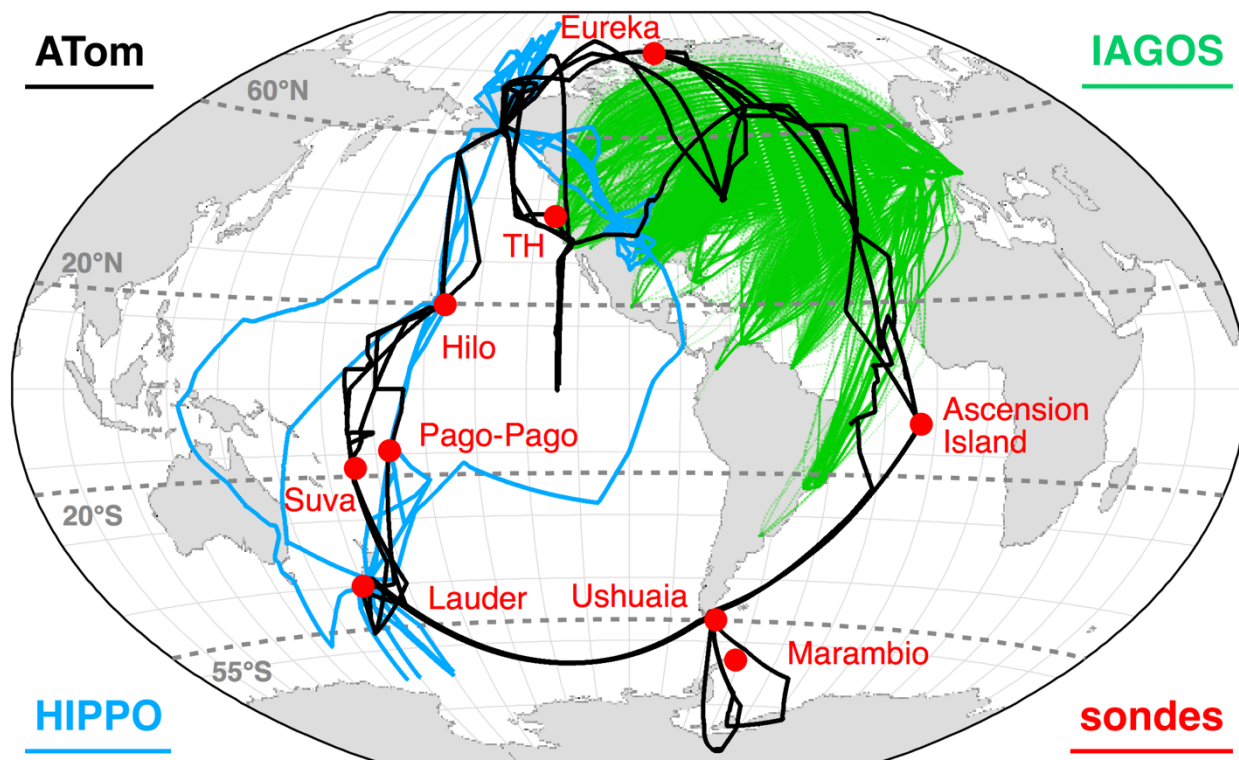 ATom
Eureka
IAGOS
60°N
TH
20°N
Hilo
Ascension
Island
Pago-Pago
Suva
20°S
Lauder
Ushuaia
Marambio
55°S
HIPPO
sondes